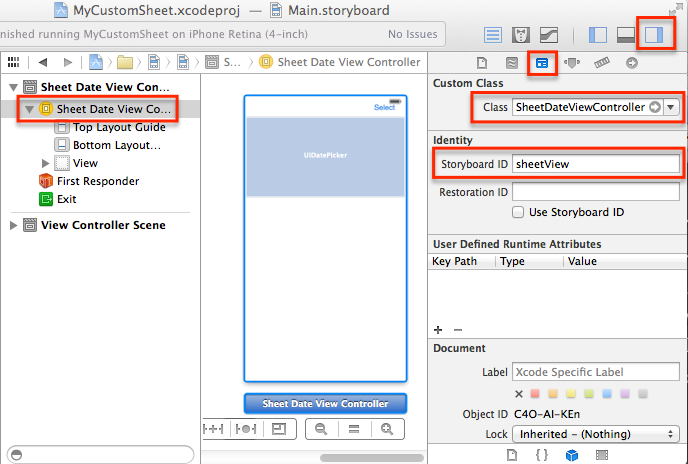 MyCustomSheet.xcodeproj — Main.storyboard
nished running MyCustomSheet on iPhone Retina (4-inch)
No Issues
S...
Sheet Date View Controller
Sheet Date View Con...
Sheet Date View Co...
Top Layout Guide
Bottom Layout...
View
First Responder
Exit
View Controller Scene
Select
UIDatePicker
Sheet Date View Controller
Custom Class
Class SheetDateViewController
Identity
Storyboard ID sheetView
Restoration ID
Use Storyboard ID
User Defined Runtime Attributes
Key Path Type Value
Document
Label Xcode Specific Label
Object ID C4O-AI-KEn
Lock Inherited - (Nothing)